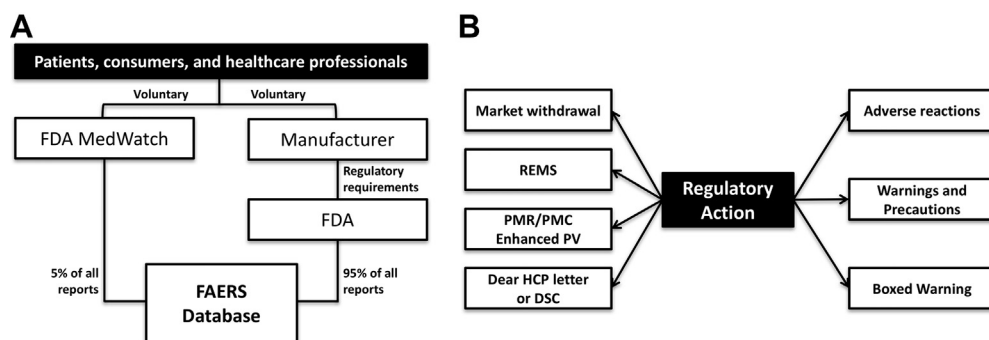 A
Patients, consumers, and healthcare professionals
Voluntary
Voluntary
FDA MedWatch
Manufacturer
Regulatory
requirements
FDA
5% of all
reports
95% of all
reports
FAERS
Database
B
Market withdrawal
REMS
PMR/PMC
Enhanced PV
Dear HCP letter
or DSC
Regulatory
Action
Adverse reactions
Warnings and
Precautions
Boxed Warning